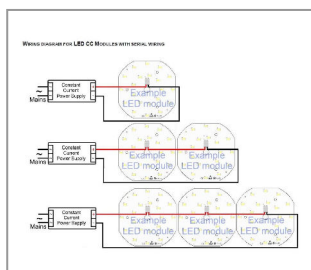 WIRING DIAGRAM FOR LED CC MODULES WITH SERIAL WIRING
Constant
Current
Power Supply
Mains
Example
LED module
Constant
Current
Power Supply
Mains
Example
LED module
Example
LED module
Constant
Current
Power Supply
Mains
Example
LED module
Example
LED module
Example
LED module